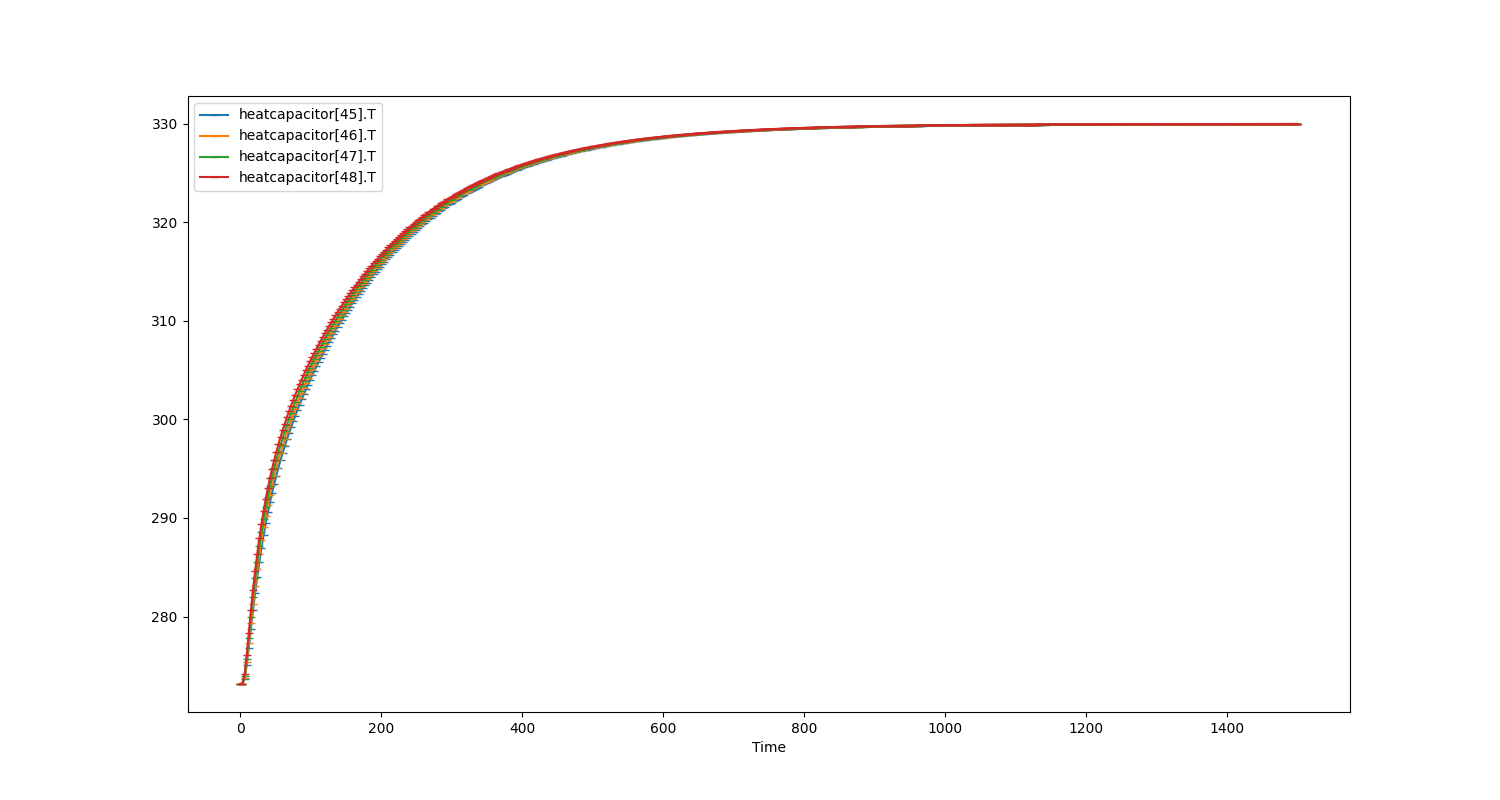 heatcapacitor[45].T
heatcapacitor[46].T
heatcapacitor[47].T
heatcapacitor[48].T
330
320
310
300
290
280
0 200 400 600 800 1000 1200 1400
Time